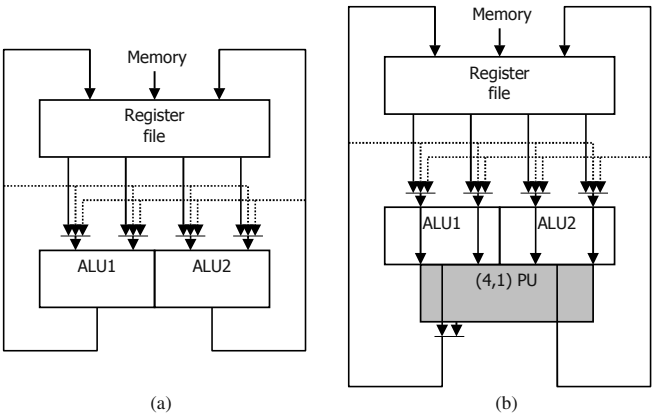 Memory
Register
file
ALU1
ALU2
(a)
Memory
Register
file
ALU1
ALU2
(4,1) PU
(b)